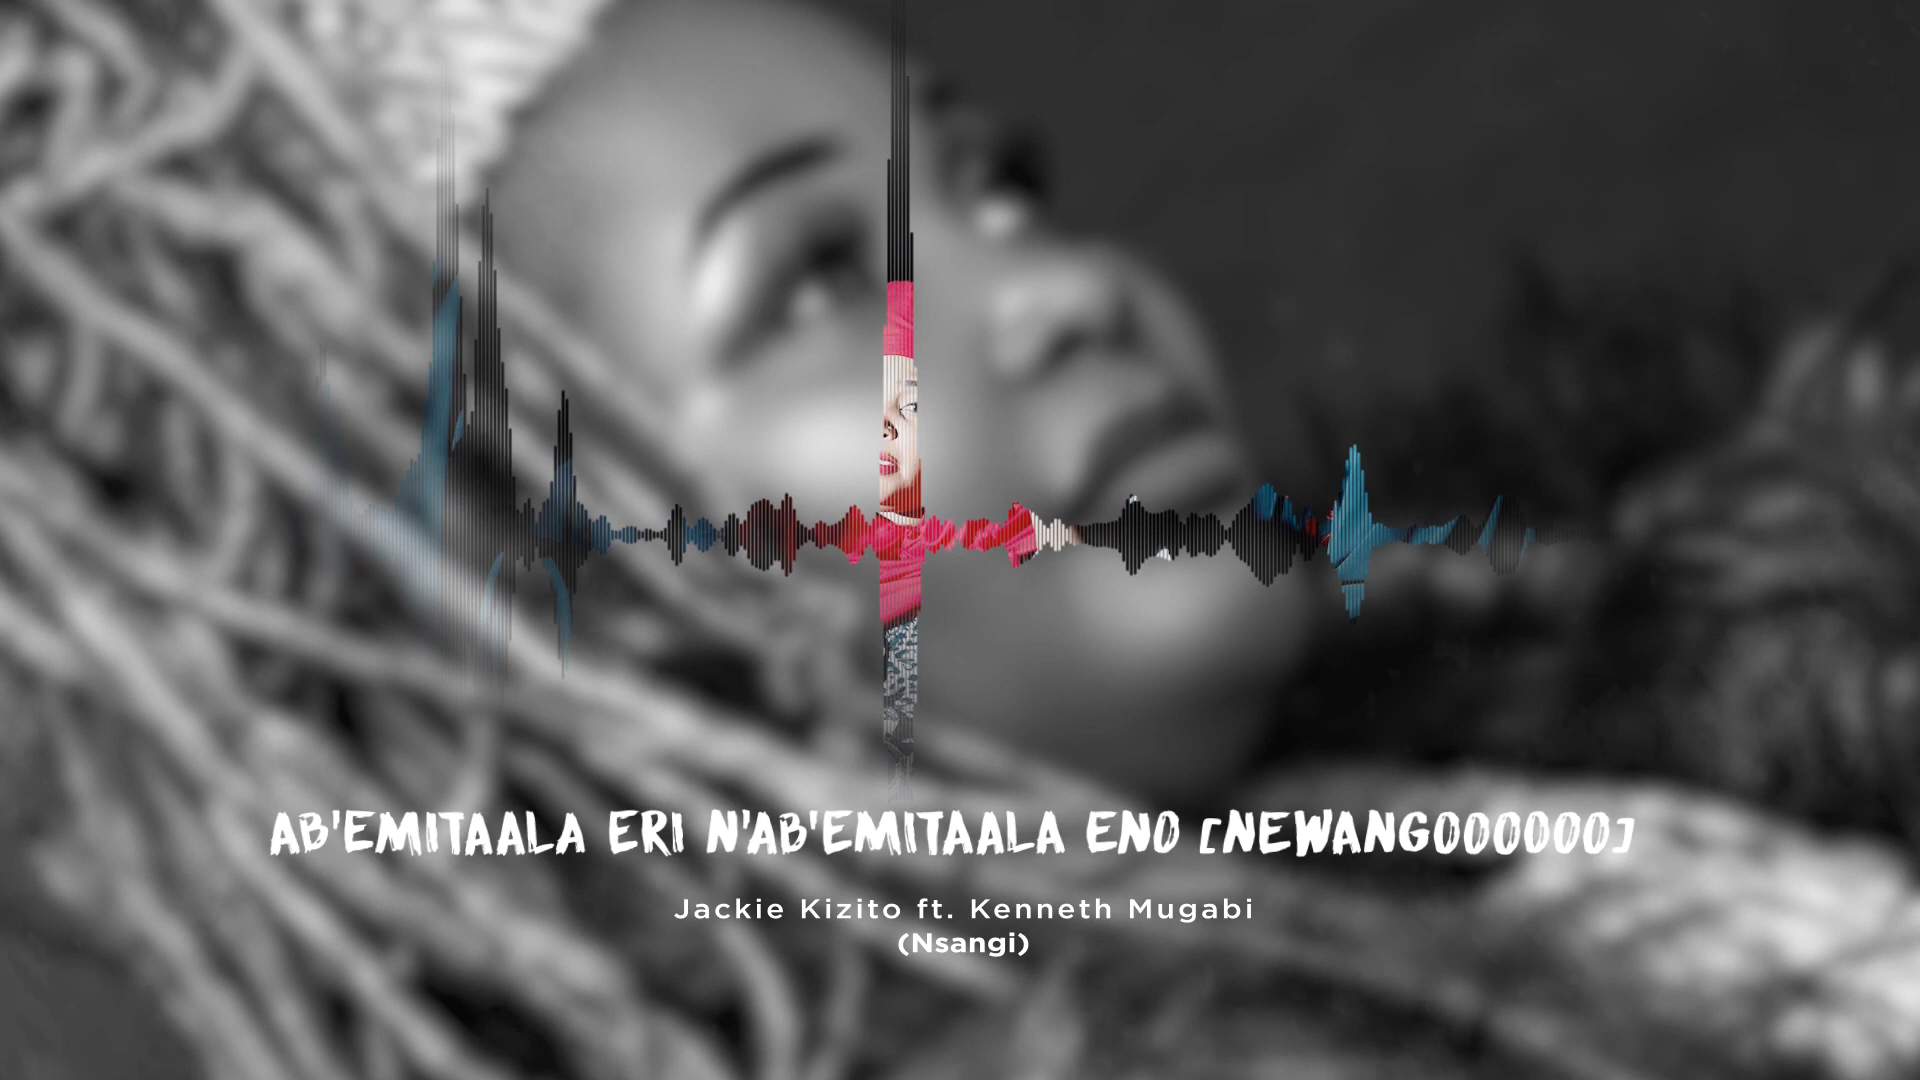 AB'EMITAALA ERI N'AB'EMITAALA ENO [NEWANGOOOOOO]
Jackie Kizito ft. Kenneth Mugabi
(Nsangi)